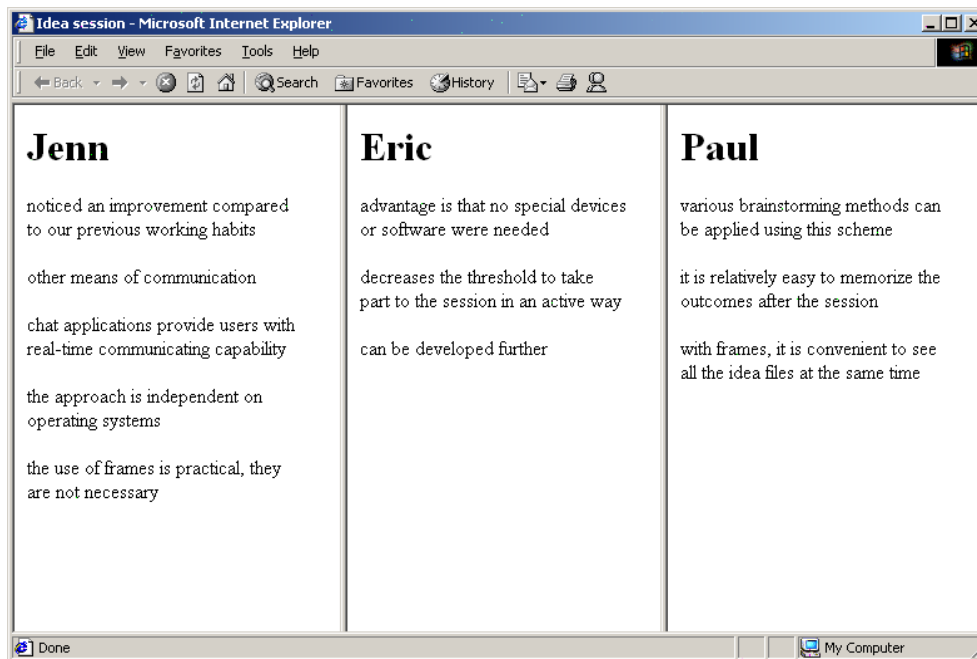 Idea session - Microsoft Internet Explorer
File Edit View Favorites Tools Help
Back Search Favorites History
Jenn
noticed an improvement compared
to our previous working habits
other means of communication
chat applications provide users with
real-time communicating capability
the approach is independent on
operating systems
the use of frames is practical, they
are not necessary
Eric
advantage is that no special devices
or software were needed
decreases the threshold to take
part to the session in an active way
can be developed further
Paul
various brainstorming methods can
be applied using this scheme
it is relatively easy to memorize the
outcomes after the session
with frames, it is convenient to see
all the idea files at the same time
Done My Computer